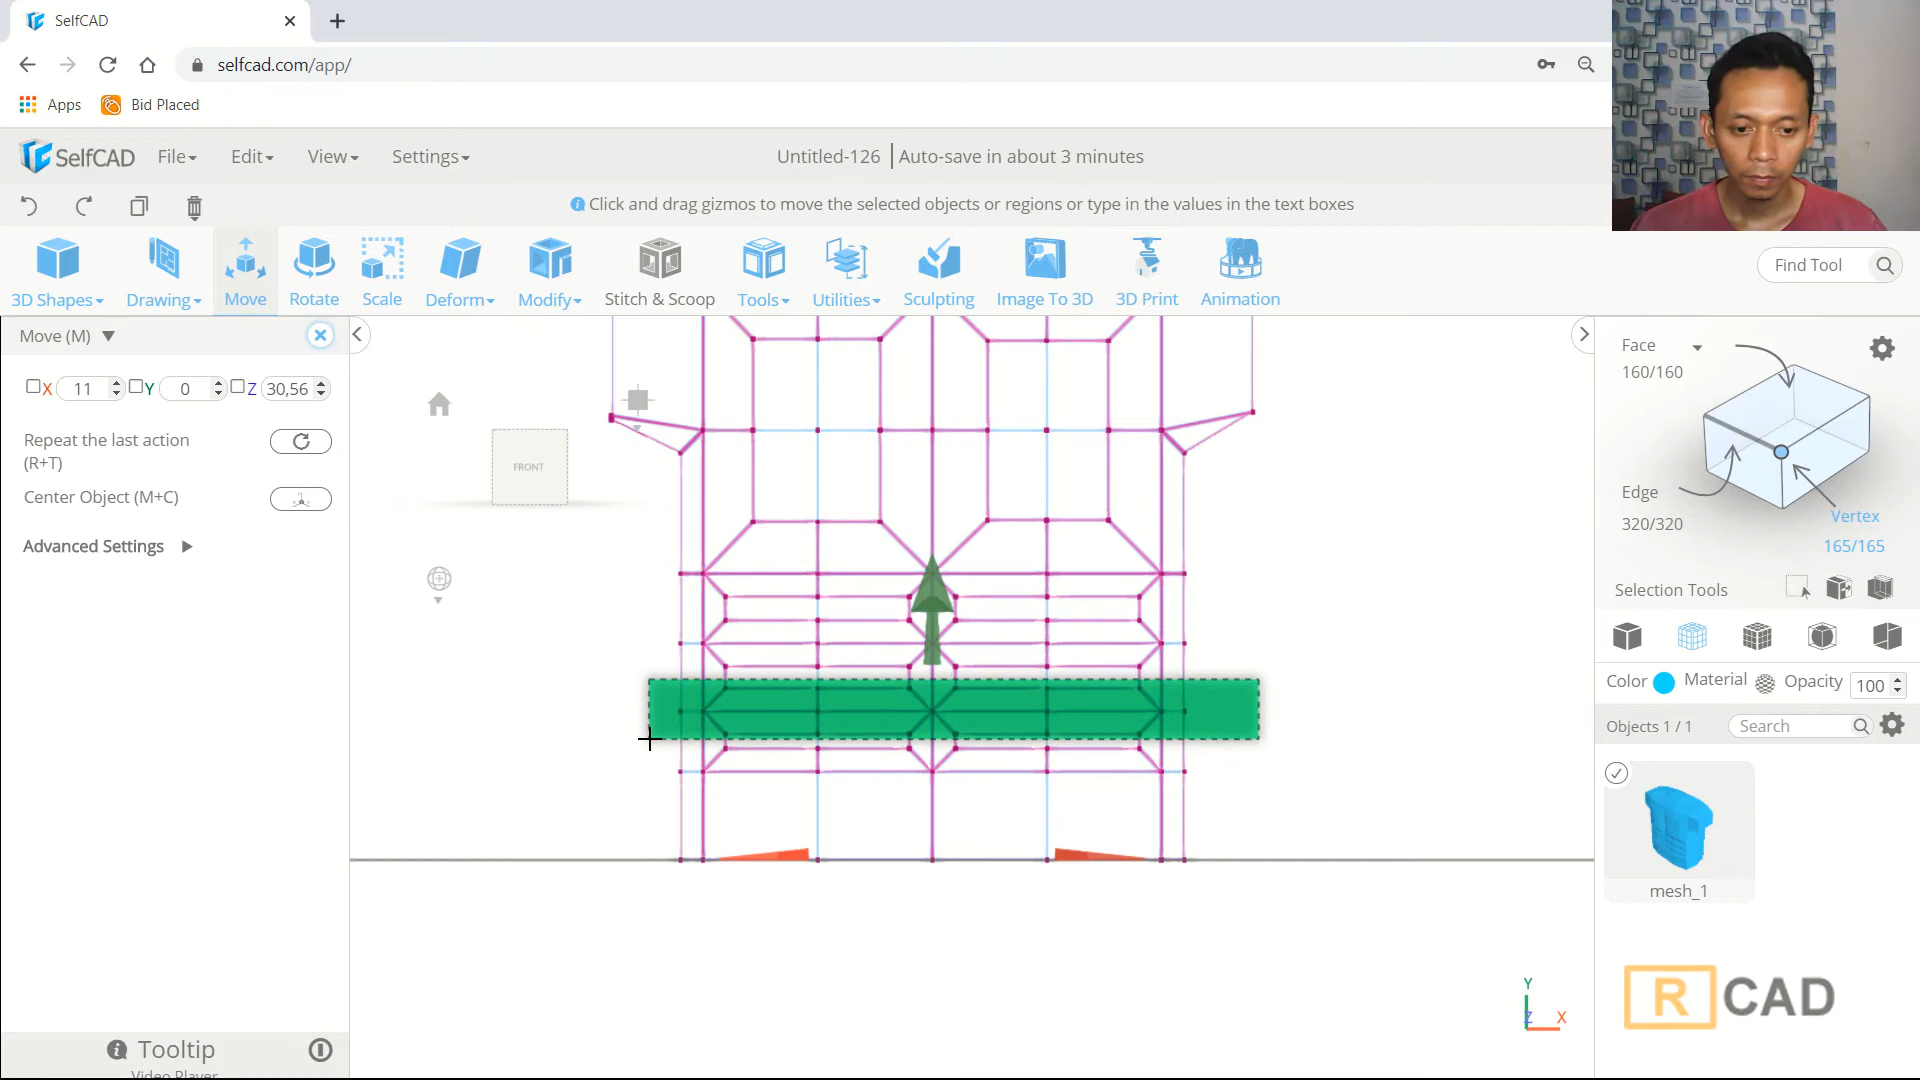 SelfCAD
selfcad.com/app/
Apps
Bid Placed
SelfCAD
File
Edit
View
Settings
Untitled-126
Auto-save in about 3 minutes
Click and drag gizmos to move the selected objects or regions or type in the values in the text boxes
3D Shapes
Drawing
Move
Rotate
Scale
Deform
Modify
Stitch & Scoop
Tools
Utilities
Sculpting
Image To 3D
3D Print
Animation
Find Tool
Move (M)
X 11 Y 0 Z 30,56
Repeat the last action
(R+T)
Center Object (M+C)
Advanced Settings
FRONT
Face
160/160
Edge
320/320
Vertex
165/165
Selection Tools
Color
Material
Opacity
100
Objects 1 / 1
Search
mesh_1
Y
Z
X
R CAD
Tooltip
Video Player